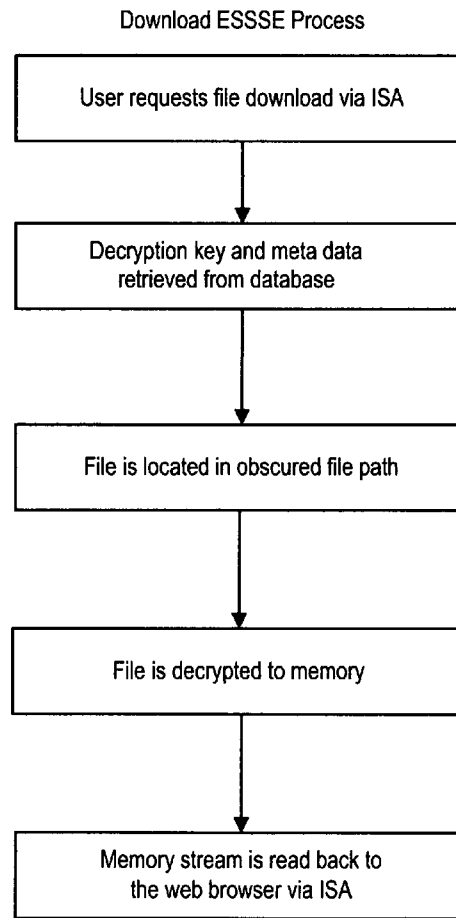 Download ESSSE Process
User requests file download via ISA
Decryption key and meta data
retrieved from database
File is located in obscured file path
File is decrypted to memory
Memory stream is read back to
the web browser via ISA